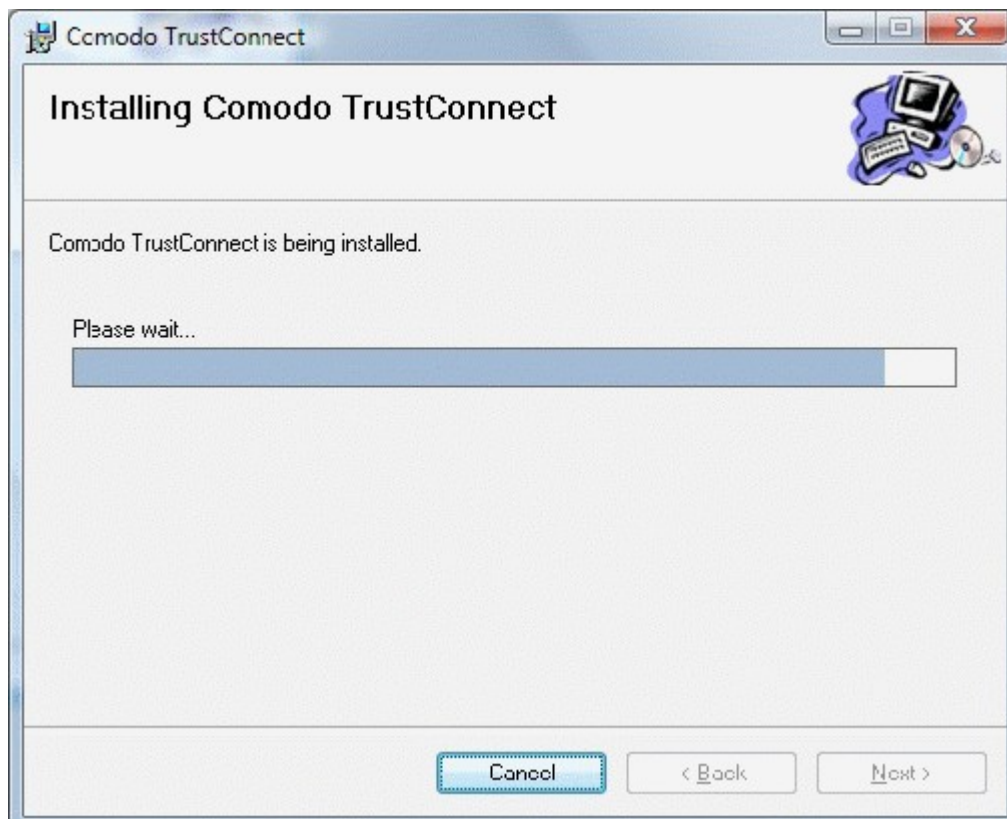 Comodo TrustConnect
Installing Comodo TrustConnect
Comodo TrustConnect is being installed.
Please wait...
Cancel
< Back
Next >